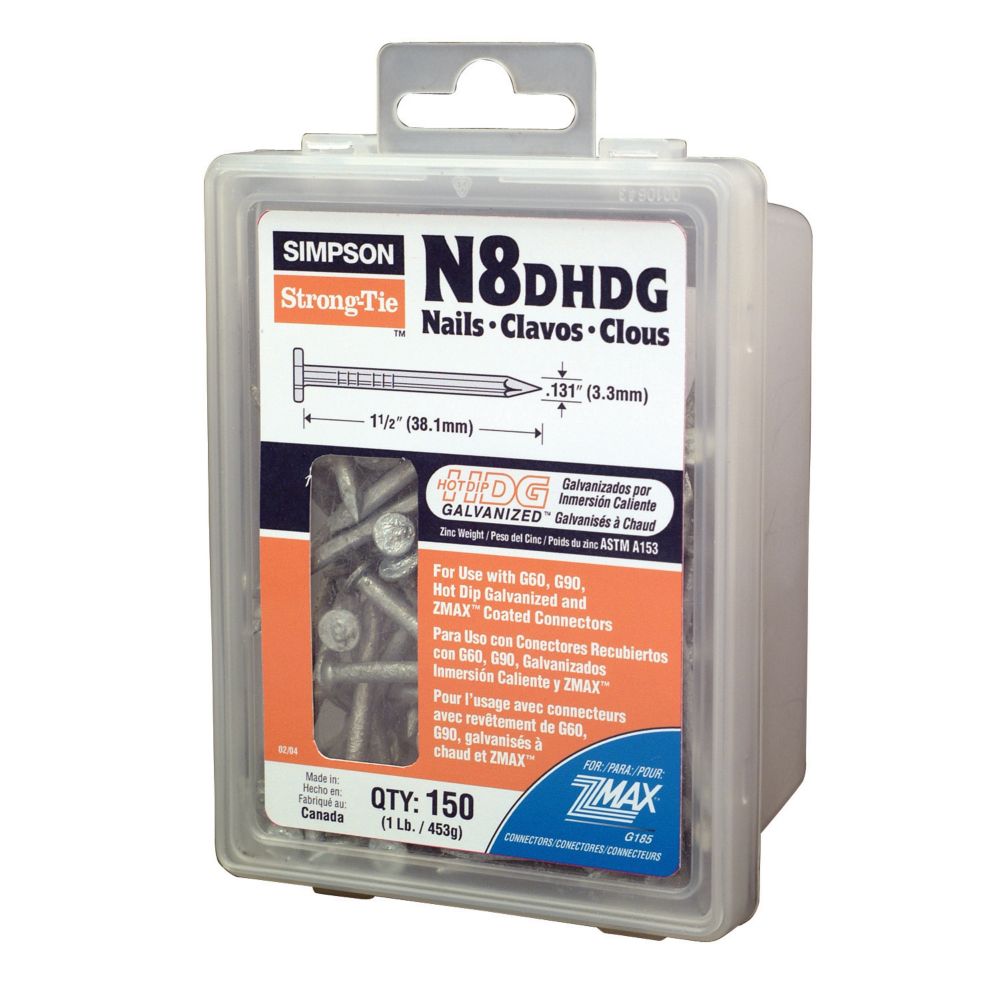 SIMPSON
Strong-Tie
™
N8DHDG
Nails • Clavos • Clous
.131" (3.3mm)
1 1/2" (38.1mm)
HOT DIP
HDG
GALVANIZED™
Galvanizados por
Inmersión Caliente
Galvanisés à Chaud
Zinc Weight / Peso del Cinc / Poids du zinc ASTM A153
For Use with G60, G90,
Hot Dip Galvanized and
ZMAX™ Coated Connectors
Para Uso con Conectores Recubiertos
con G60, G90, Galvanizados
Inmersión Caliente y ZMAX™
Pour l'usage avec connecteurs
avec revêtement de G60,
G90, galvanisés à
chaud et ZMAX™
02/04
Made in:
Hecho en:
Fabriqué au:
Canada
QTY: 150
(1 Lb. / 453g)
FOR:/PARA:/POUR:
ZMAX
G185
CONNECTORS/CONECTORES/CONNECTEURS